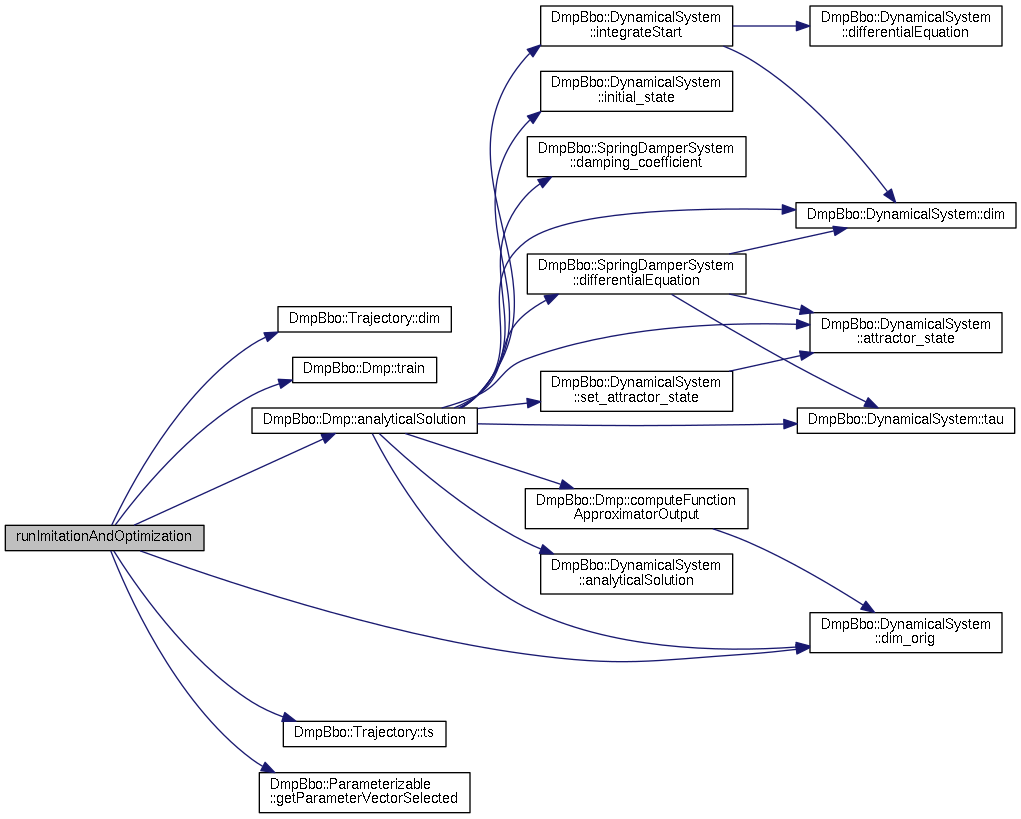 DmpBbo::DynamicalSystem
::integrateStart
DmpBbo::DynamicalSystem
::differentialEquation
DmpBbo::DynamicalSystem
::initial_state
DmpBbo::SpringDamperSystem
::damping_coefficient
DmpBbo::DynamicalSystem::dim
DmpBbo::SpringDamperSystem
::differentialEquation
DmpBbo::Trajectory::dim
DmpBbo::DynamicalSystem
::attractor_state
DmpBbo::Dmp::train
DmpBbo::DynamicalSystem
::set_attractor_state
DmpBbo::Dmp::analyticalSolution
DmpBbo::DynamicalSystem::tau
DmpBbo::Dmp::computeFunction
ApproximatorOutput
runImitationAndOptimization
DmpBbo::DynamicalSystem
::analyticalSolution
DmpBbo::DynamicalSystem
::dim_orig
DmpBbo::Trajectory::ts
DmpBbo::Parameterizable
::getParameterVectorSelected